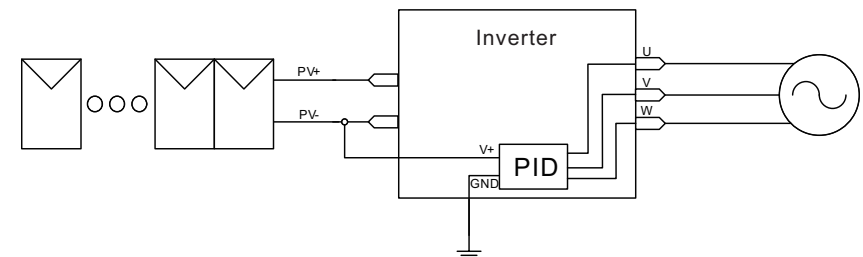 Inverter
U
PV+
V
PV-
W
V+
PID
GND